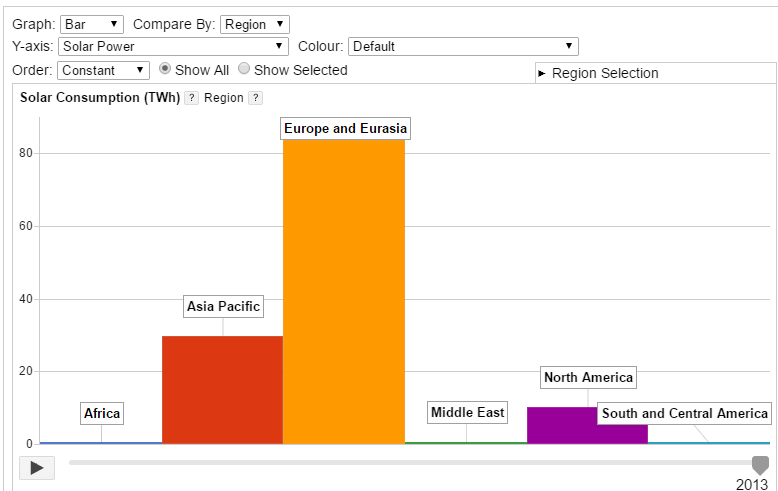 Graph: Bar Compare By: Region
Y-axis: Solar Power Colour: Default
Order: Constant Show All Show Selected
Region Selection
Solar Consumption (TWh) ? Region ?
Europe and Eurasia
80
60
40
Asia Pacific
20
North America
Africa
Middle East
South and Central America
0
2013